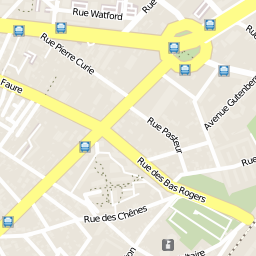 Rue Watford
Rue Pierre Curie
Faure
Avenue Gutenberg
Rue Pasteur
Rue des Bas Rogers
Rue des Chênes